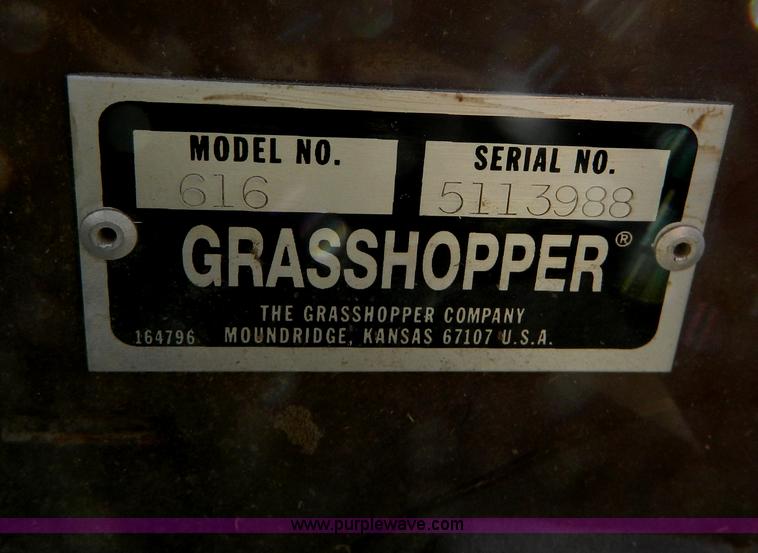 MODEL NO. SERIAL NO.
616 5113988
GRASSHOPPER®
THE GRASSHOPPER COMPANY
164796 MOUNDRIDGE, KANSAS 67107 U.S.A.
www.purplewave.com